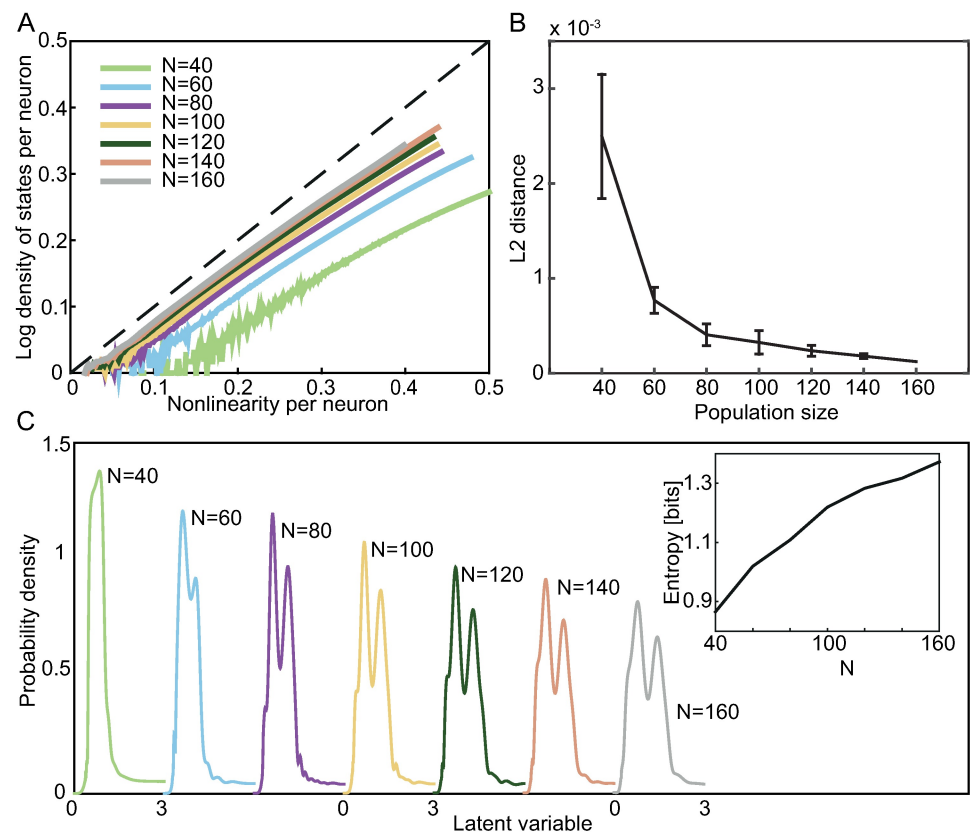 A
B
x 10⁻³
0.5
0.4
0.3
0.2
0.1
0
Log density of states per neuron
N=40
N=60
N=80
N=100
N=120
N=140
N=160
0
0.1
0.2
0.3
0.4
0.5
Nonlinearity per neuron
3
2
1
0
L2 distance
40
60
80
100
120
140
160
Population size
C
1.5
1
0.5
0
Probability density
N=40
N=60
N=80
N=100
N=120
N=140
N=160
0
3
0
3
0
3
Latent variable
Entropy [bits]
1.3
1.1
0.9
40
100
160
N